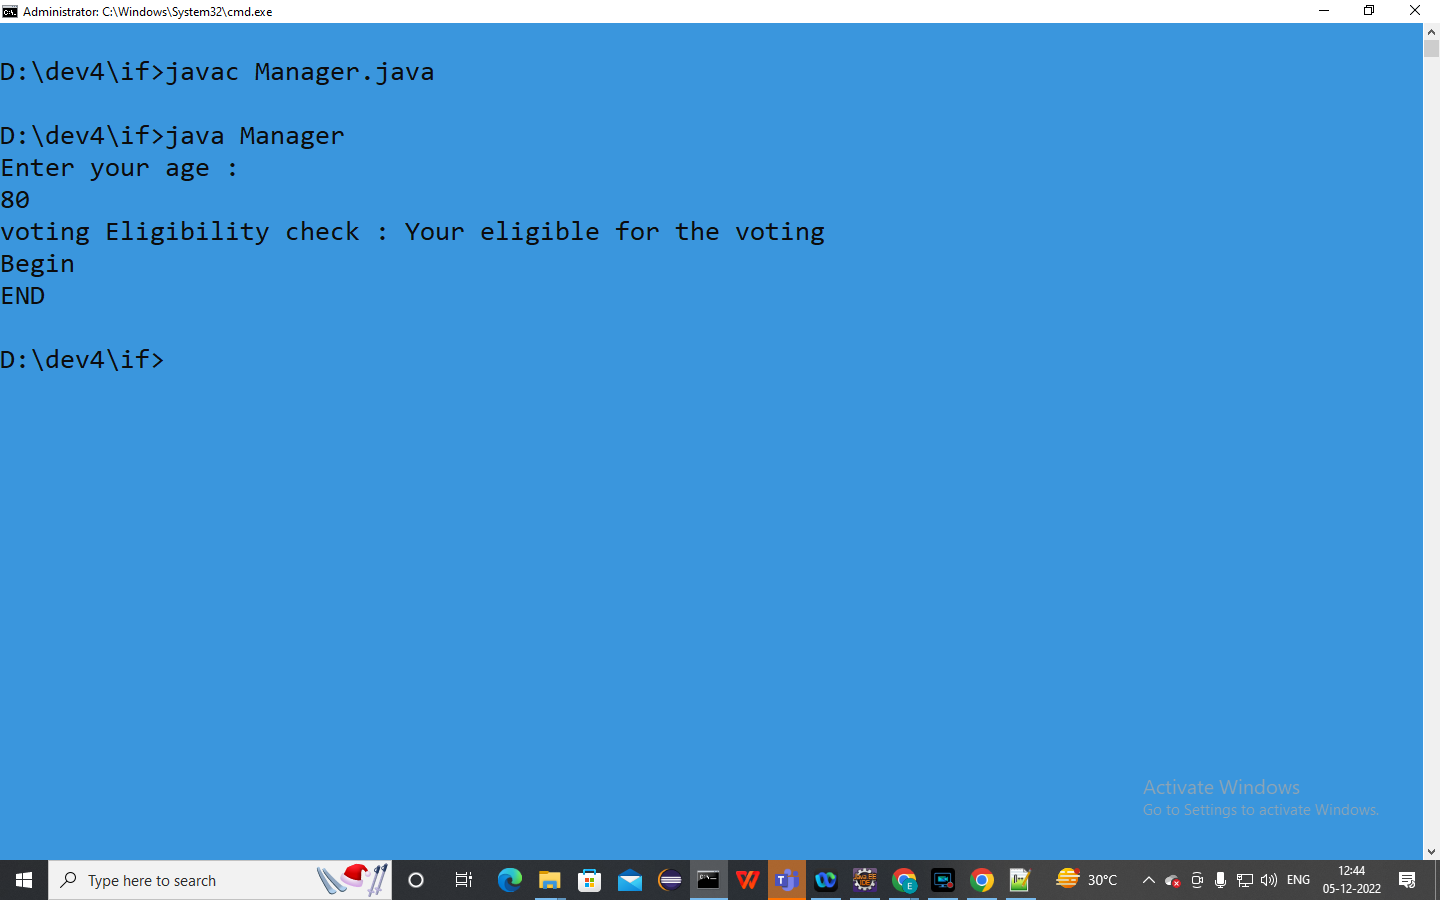 Administrator: C:\Windows\System32\cmd.exe
D:\dev4\if>javac Manager.java
D:\dev4\if>java Manager
Enter your age :
80
voting Eligibility check : Your eligible for the voting
Begin
END
D:\dev4\if>
Activate Windows
Go to Settings to activate Windows.
Type here to search
30°C
ENG
12:44
05-12-2022